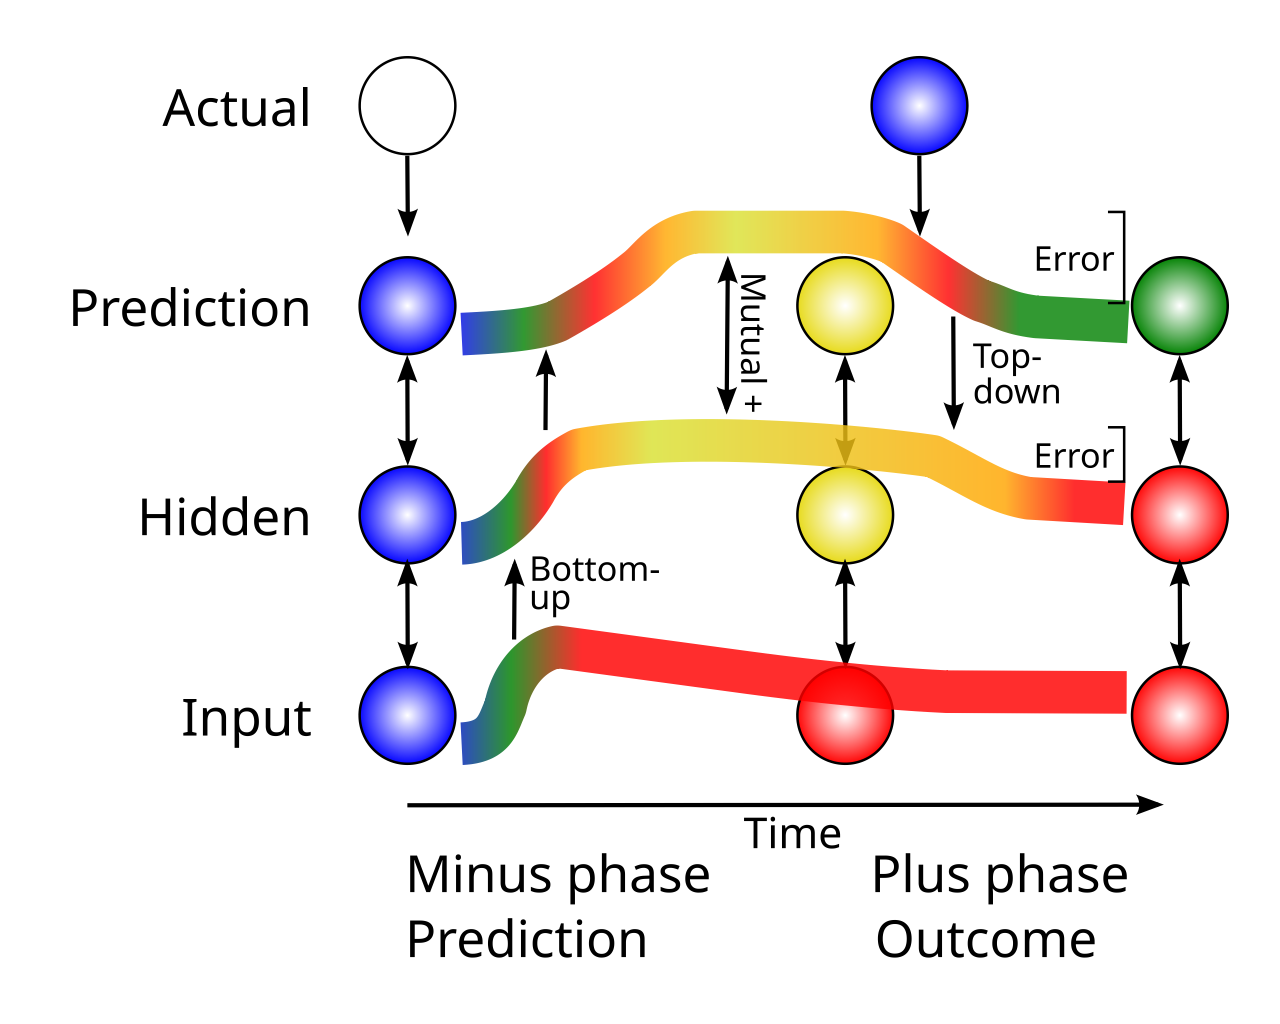 Actual
Prediction
Error
Mutual +
Top-
down
Hidden
Error
Bottom-
up
Input
Time
Minus phase
Plus phase
Prediction
Outcome